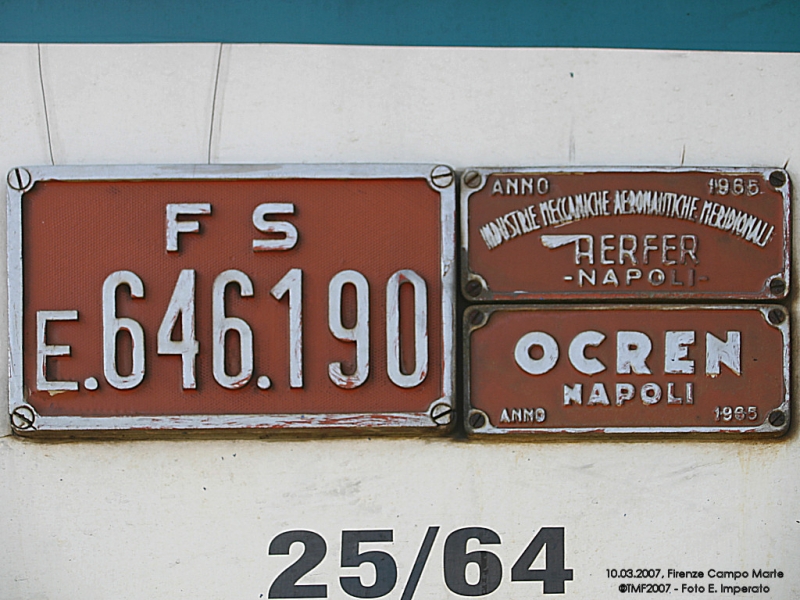 FS
E.646.190
ANNO 1965
INDUSTRIE MECCANICHE AERONAUTICHE MERIDIONALI
AERFER
-NAPOLI-
OCREN
NAPOLI
ANNO 1965
25/64
10.03.2007, Firenze Campo Marte
©TMF2007 - Foto E. Imperato